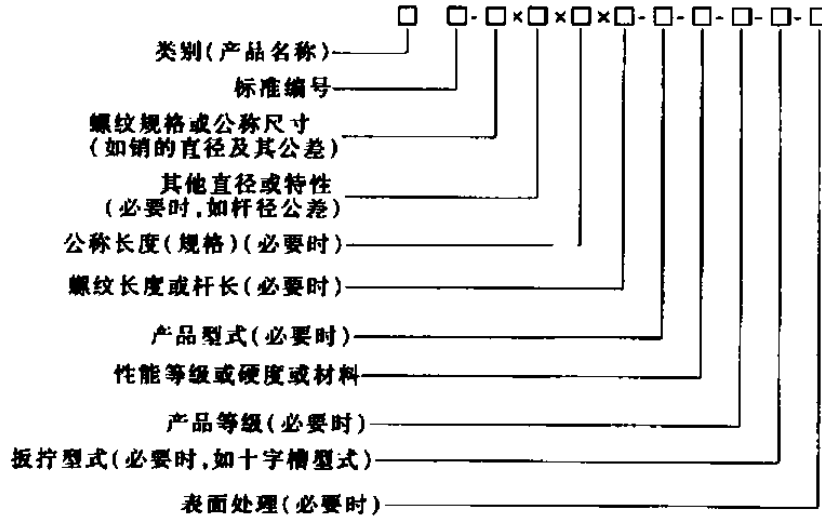 □ □-□×□×□×□-□-□-□-□-□
类别(产品名称)
标准编号
螺纹规格或公称尺寸
(如销的直径及其公差)
其他直径或特性
(必要时,如杆径公差)
公称长度(规格)(必要时)
螺纹长度或杆长(必要时)
产品型式(必要时)
性能等级或硬度或材料
产品等级(必要时)
扳拧型式(必要时,如十字槽型式)
表面处理(必要时)